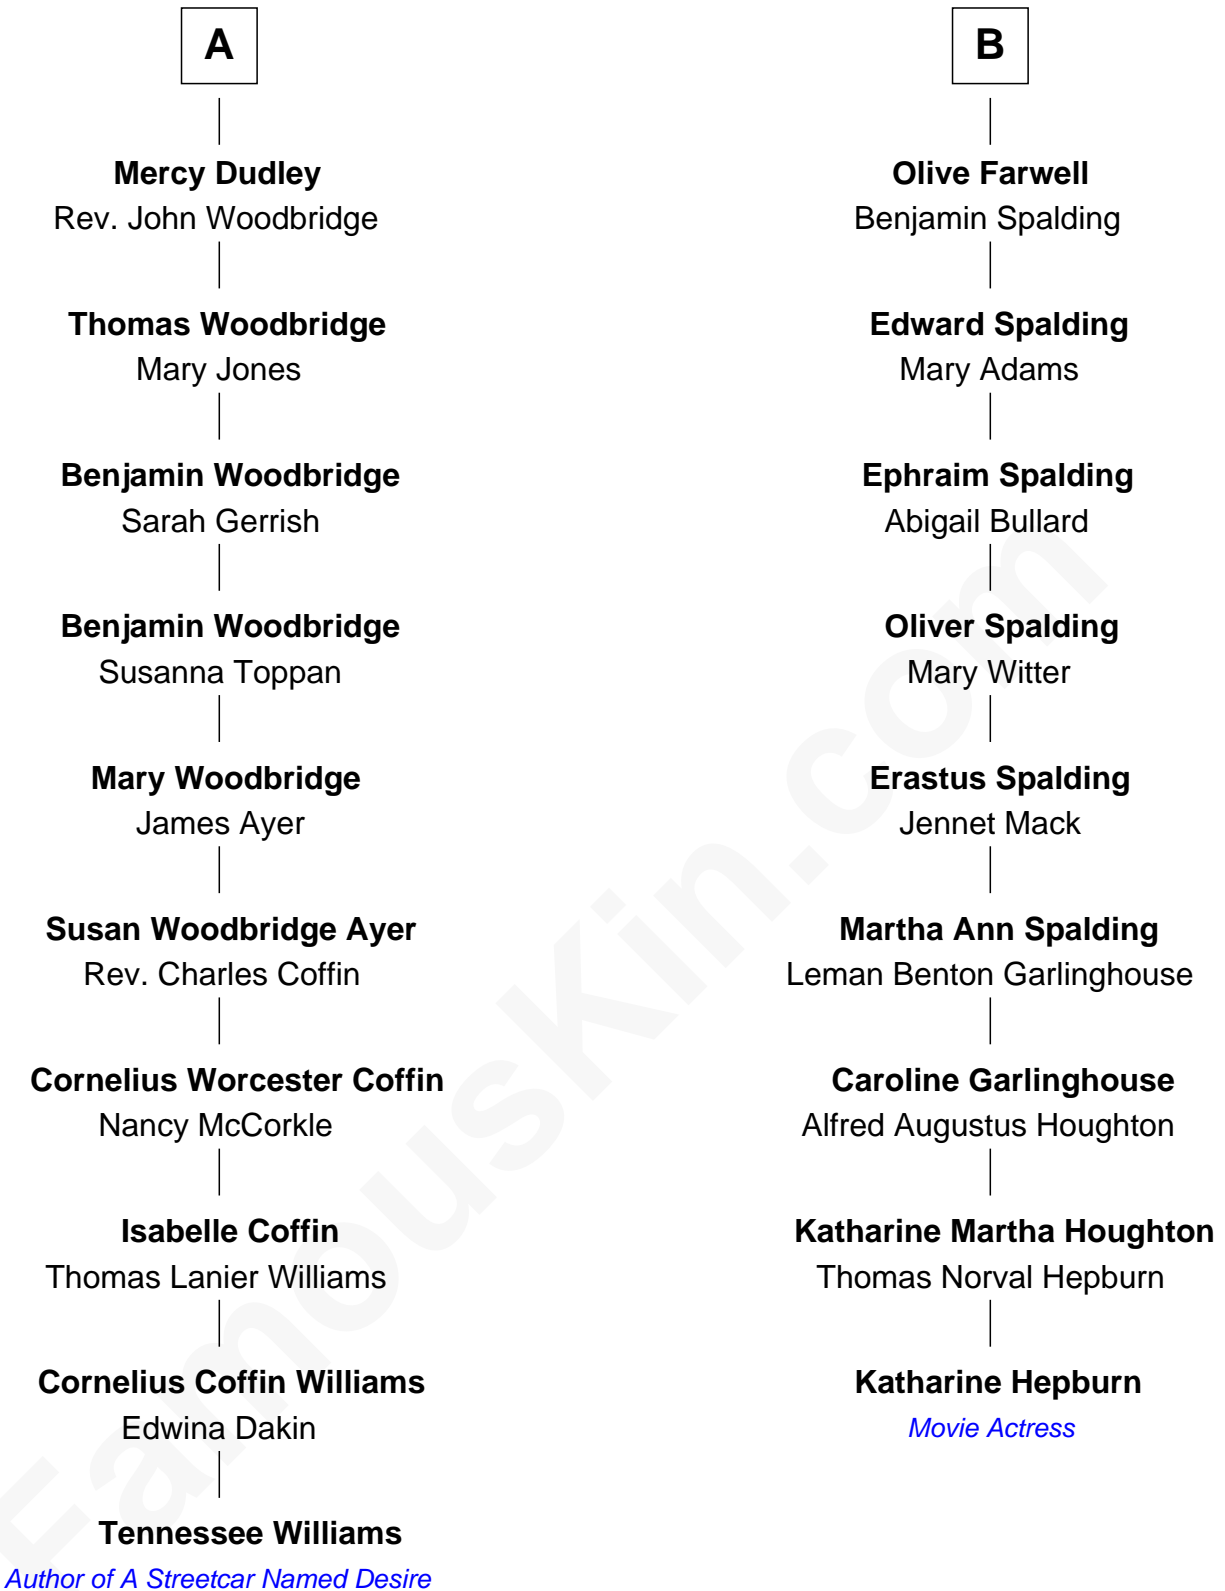 A
Mercy Dudley
Rev. John Woodbridge
Thomas Woodbridge
Mary Jones
Benjamin Woodbridge
Sarah Gerrish
Benjamin Woodbridge
Susanna Toppan
Mary Woodbridge
James Ayer
Susan Woodbridge Ayer
Rev. Charles Coffin
Cornelius Worcester Coffin
Nancy McCorkle
Isabelle Coffin
Thomas Lanier Williams
Cornelius Coffin Williams
Edwina Dakin
Tennessee Williams
Author of A Streetcar Named Desire
B
Olive Farwell
Benjamin Spalding
Edward Spalding
Mary Adams
Ephraim Spalding
Abigail Bullard
Oliver Spalding
Mary Witter
Erastus Spalding
Jennet Mack
Martha Ann Spalding
Leman Benton Garlinghouse
Caroline Garlinghouse
Alfred Augustus Houghton
Katharine Martha Houghton
Thomas Norval Hepburn
Katharine Hepburn
Movie Actress
FamousKin.com